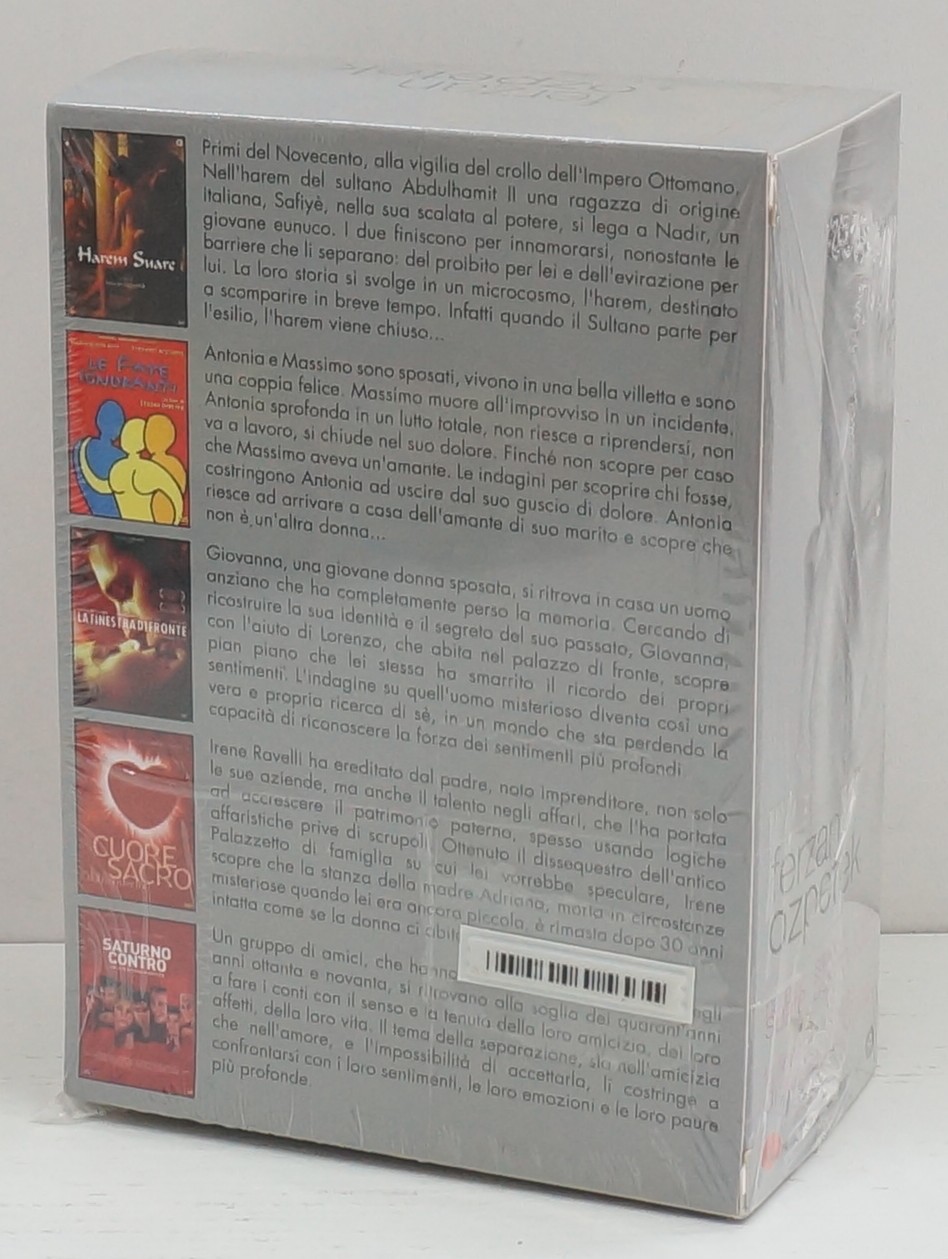 ferzan
ozpetek
Harem Suare
Primi del Novecento, alla vigilia del crollo dell'Impero Ottomano.
Nell'harem del sultano Abdulhamit II una ragazza di origine
Italiana, Safiyè, nella sua scalata al potere, si lega a Nadir, un
giovane eunuco. I due finiscono per innamorarsi, nonostante le
barriere che li separano: del proibito per lei e dell'evirazione per
lui. La loro storia si svolge in un microcosmo, l'harem, destinato
a scomparire in breve tempo. Infatti quando il Sultano parte per
l'esilio, l'harem viene chiuso...
LE FATE
IGNORANTI
Antonia e Massimo sono sposati, vivono in una bella villetta e sono
una coppia felice. Massimo muore all'improvviso in un incidente.
Antonia sprofonda in un lutto totale, non riesce a riprendersi, non
va a lavoro, si chiude nel suo dolore. Finché non scopre per caso
che Massimo aveva un'amante. Le indagini per scoprire chi fosse,
costringono Antonia ad uscire dal suo guscio di dolore. Antonia
riesce ad arrivare a casa dell'amante di suo marito e scopre che
non è un'altra donna...
LA FINESTRA DI FRONTE
Giovanna, una giovane donna sposata, si ritrova in casa un uomo
anziano che ha completamente perso la memoria. Cercando di
ricostruire la sua identità e il segreto del suo passato, Giovanna,
con l'aiuto di Lorenzo, che abita nel palazzo di fronte, scopre
pian piano che lei stessa ha smarrito il ricordo dei propri
sentimenti. L'indagine su quell'uomo misterioso diventa così una
vera e propria ricerca di sè, in un mondo che sta perdendo la
capacità di riconoscere la forza dei sentimenti più profondi.
CUORE
SACRO
Irene Ravelli ha ereditato dal padre, noto imprenditore, non solo
le sue aziende, ma anche il talento negli affari, che l'ha portata
ad accrescere il patrimonio paterno, spesso usando logiche
affaristiche prive di scrupoli. Ottenuto il dissequestro dell'antico
Palazzetto di famiglia su cui lei vorrebbe speculare, Irene
scopre che la stanza della madre Adriana, morta in circostanze
misteriose quando lei era ancora piccola, è rimasta dopo 30 anni
intatta come se la donna ci abit
SATURNO
CONTRO
Un gruppo di amici, che hanno egli
anni ottanta e novanta, si ritrovano alla soglia dei quarant'anni
a fare i conti con il senso e la tenuta della loro amicizia, dei loro
affetti, della loro vita. Il tema della separazione, sia nell'amicizia
che nell'amore, e l'impossibilità di accettarla, li costringe a
confrontarsi con i loro sentimenti, le loro emozioni e le loro paure
più profonde.
ferzan
ozpetek